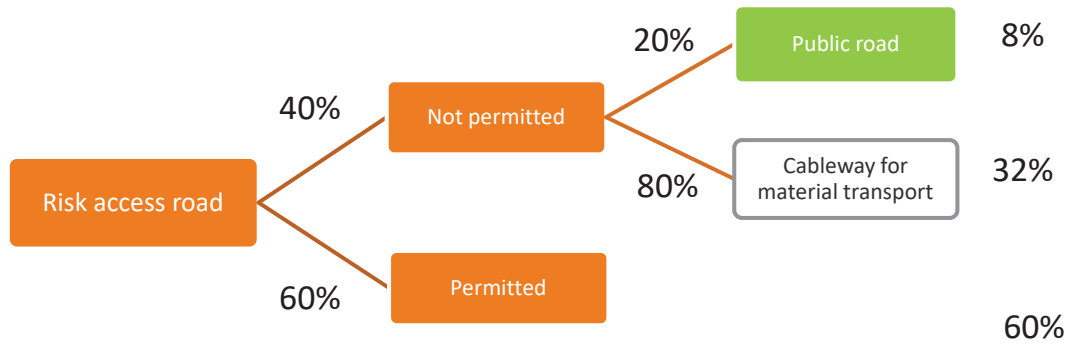 20%
Public road
8%
40%
Not permitted
Cableway for
material transport
32%
80%
Risk access road
60%
Permitted
60%